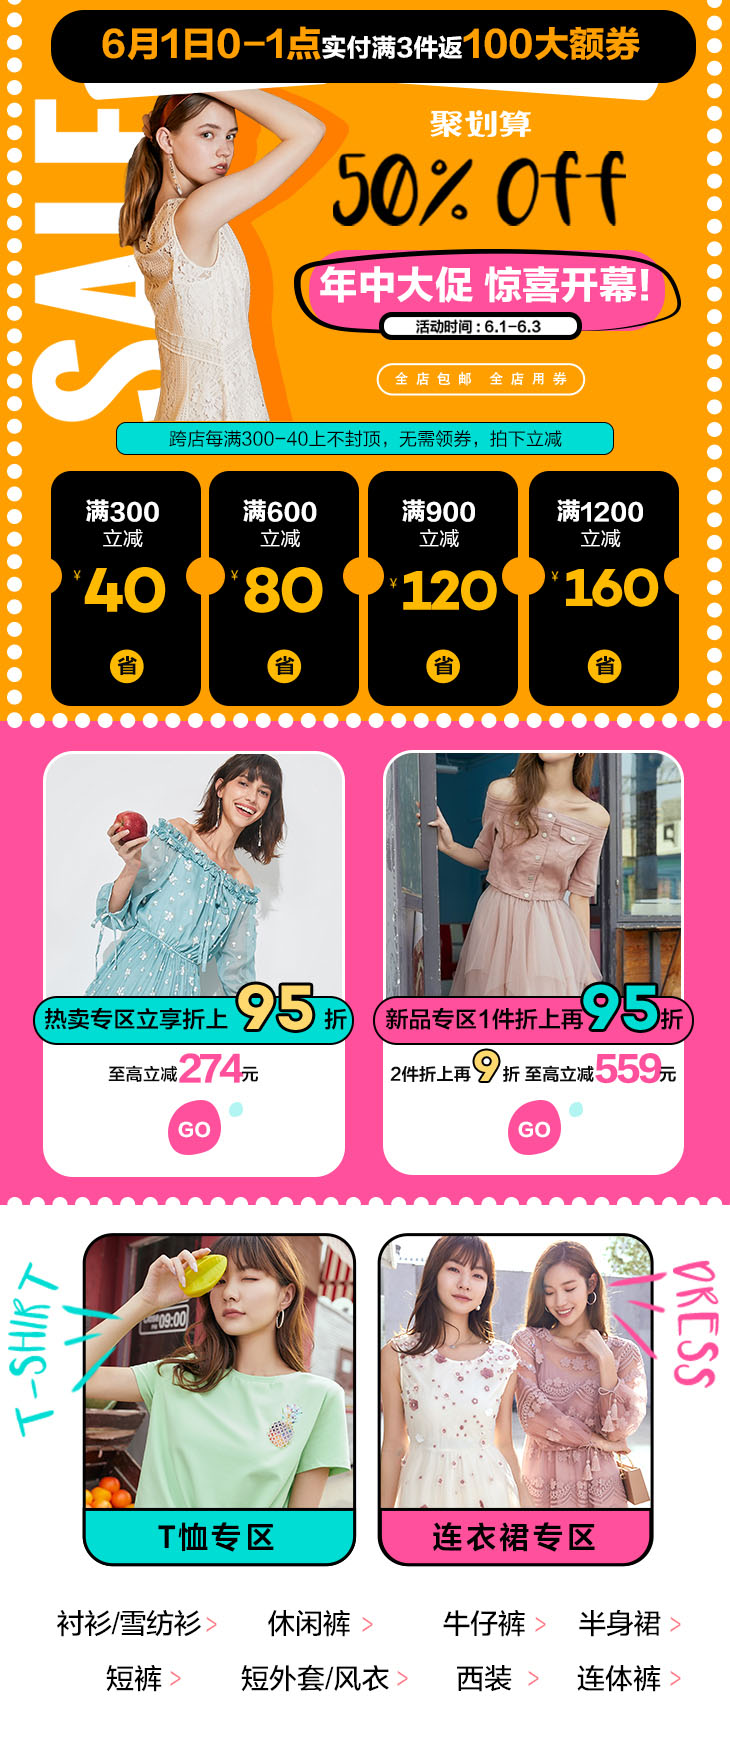 6月1日0-1点实付满3件返100大额券
SALE
聚划算
50% Off
年中大促 惊喜开幕!
活动时间：6.1-6.3
全店包邮 全店用券
跨店每满300-40上不封顶，无需领券，拍下立减
满300 满600 满900 满1200
立减 立减 立减 立减
¥40 ¥80 ¥120 ¥160
省 省 省 省
热卖专区立享折上95折
新品专区1件折上再95折
至高立减274元
2件折上再9折 至高立减559元
GO GO
T-SHIRT
DRESS
09:00
T恤专区 连衣裙专区
衬衫/雪纺衫> 休闲裤> 牛仔裤> 半身裙>
短裤> 短外套/风衣> 西装> 连体裤>